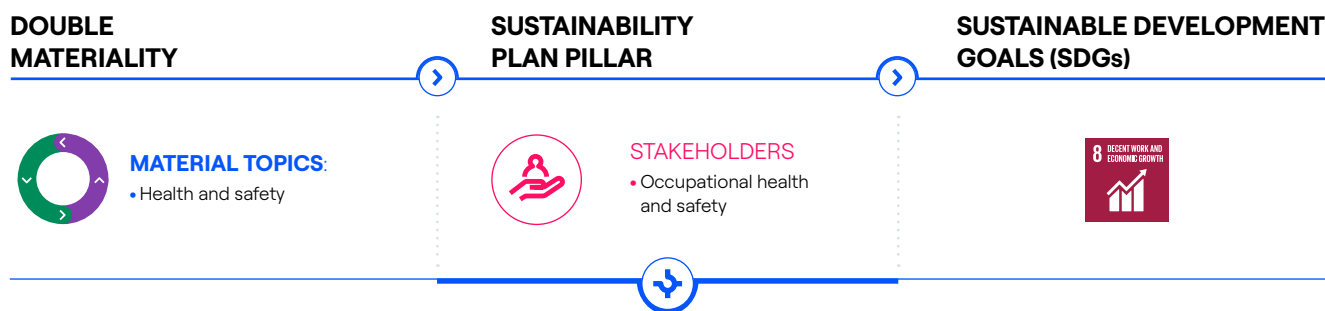 DOUBLE
MATERIALITY
SUSTAINABILITY
PLAN PILLAR
SUSTAINABLE DEVELOPMENT
GOALS (SDGs)
MATERIAL TOPICS:
• Health and safety
STAKEHOLDERS
• Occupational health
and safety
8 DECENT WORK AND
ECONOMIC GROWTH